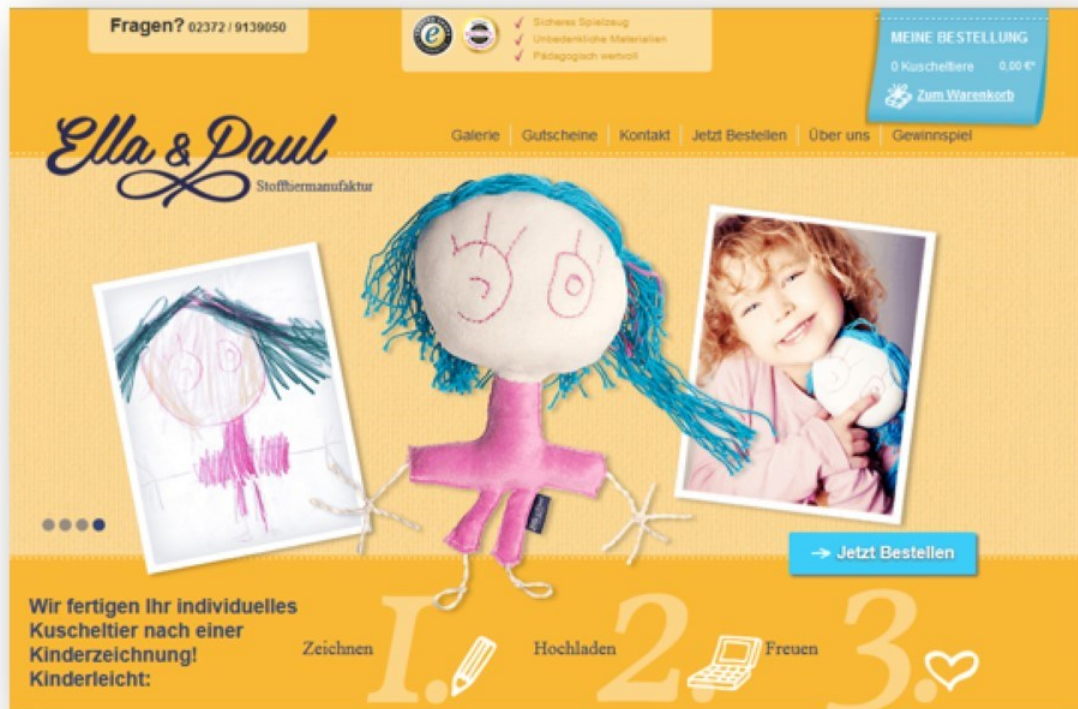 Fragen? 02372 / 9139050
Sicheres Spielzeug
Unbedenkliche Materialien
Pädagogisch wertvoll
MEINE BESTELLUNG
0 Kuscheltiere 0,00 €*
Zum Warenkorb
Ella & Paul
Stofftiermanufaktur
Galerie Gutscheine Kontakt Jetzt Bestellen Über uns Gewinnspiel
→ Jetzt Bestellen
Wir fertigen Ihr individuelles
Kuscheltier nach einer
Kinderzeichnung!
Kinderleicht:
Zeichnen 1.
Hochladen 2.
Freuen 3.